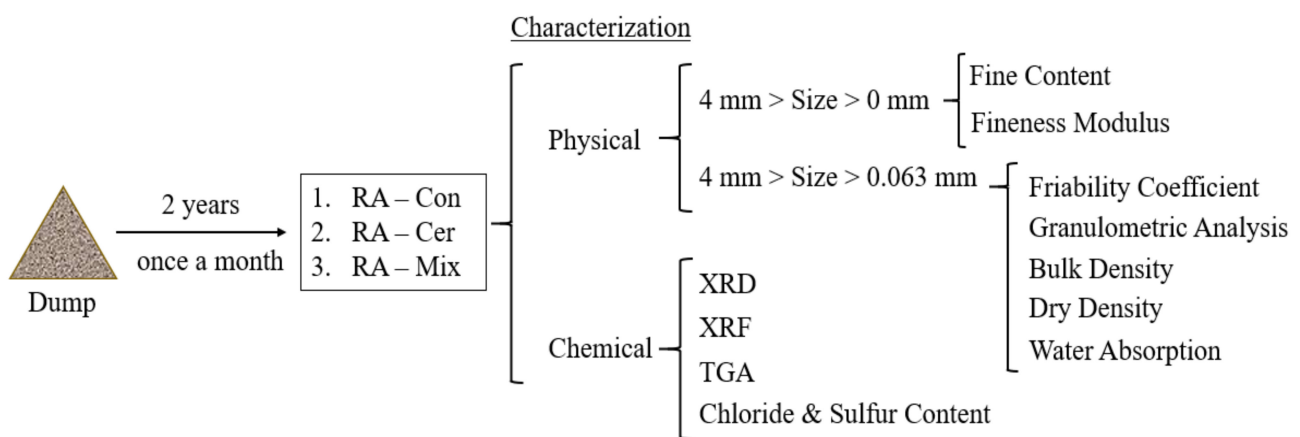 Characterization
Dump
2 years
once a month
1. RA – Con
2. RA – Cer
3. RA – Mix
Physical
4 mm > Size > 0 mm
Fine Content
Fineness Modulus
4 mm > Size > 0.063 mm
Friability Coefficient
Granulometric Analysis
Bulk Density
Dry Density
Water Absorption
Chemical
XRD
XRF
TGA
Chloride & Sulfur Content